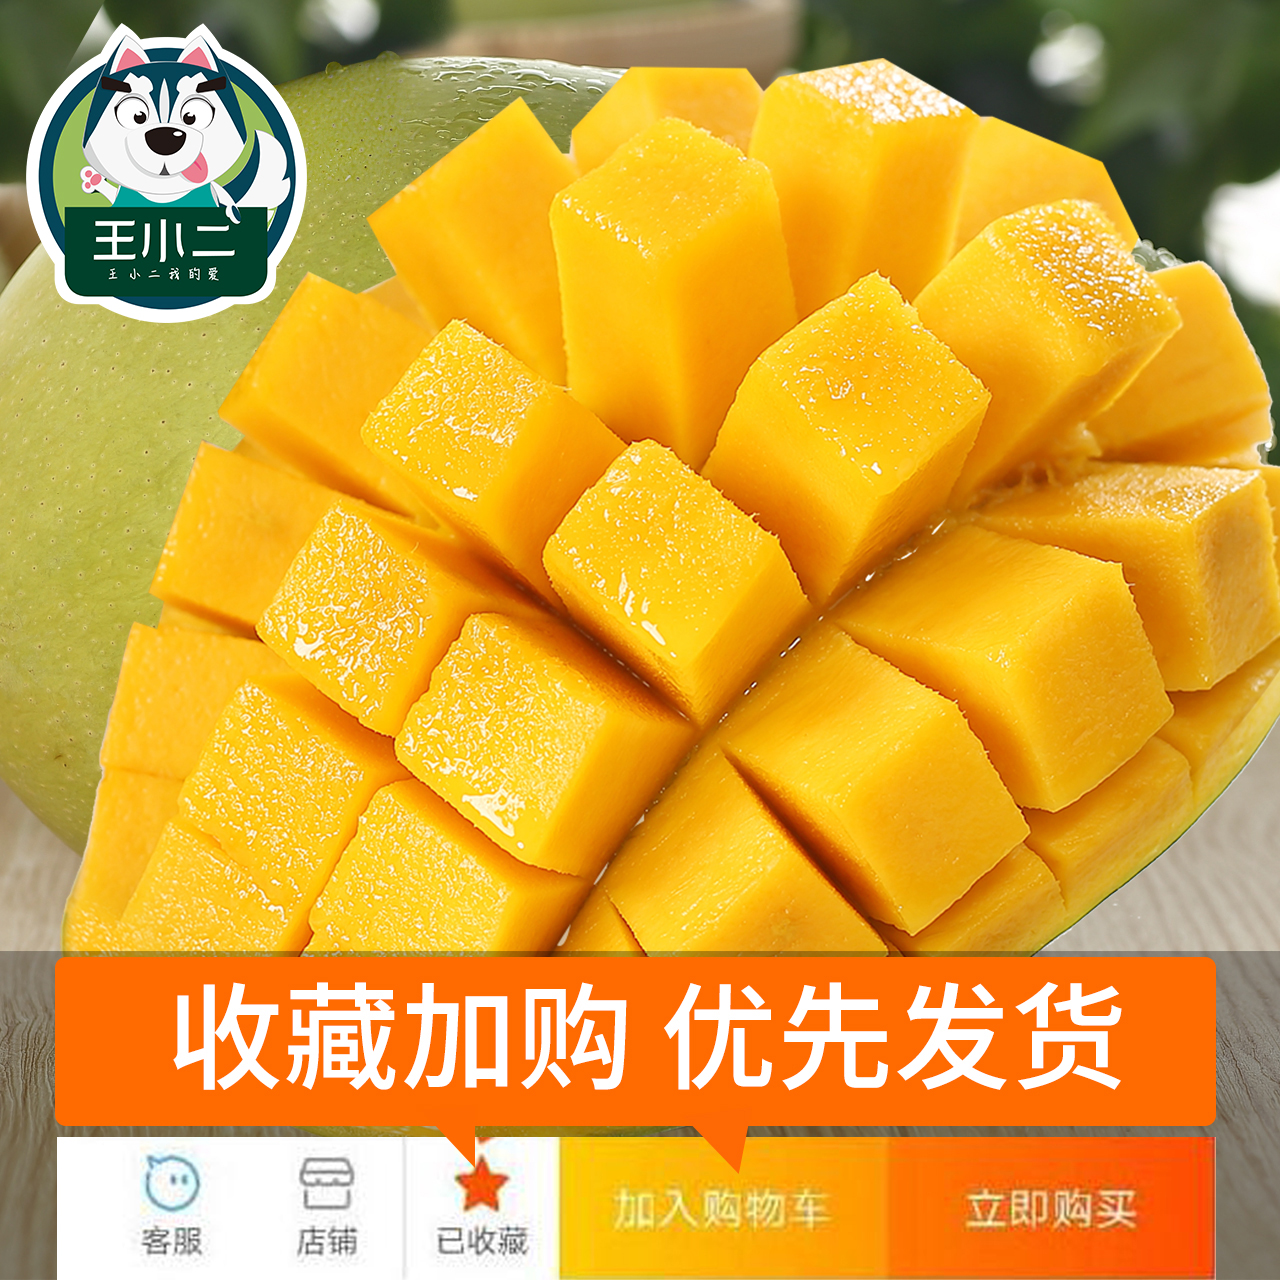 王小二
王小二我的爱
收藏加购 优先发货
客服
店铺
已收藏
加入购物车
立即购买